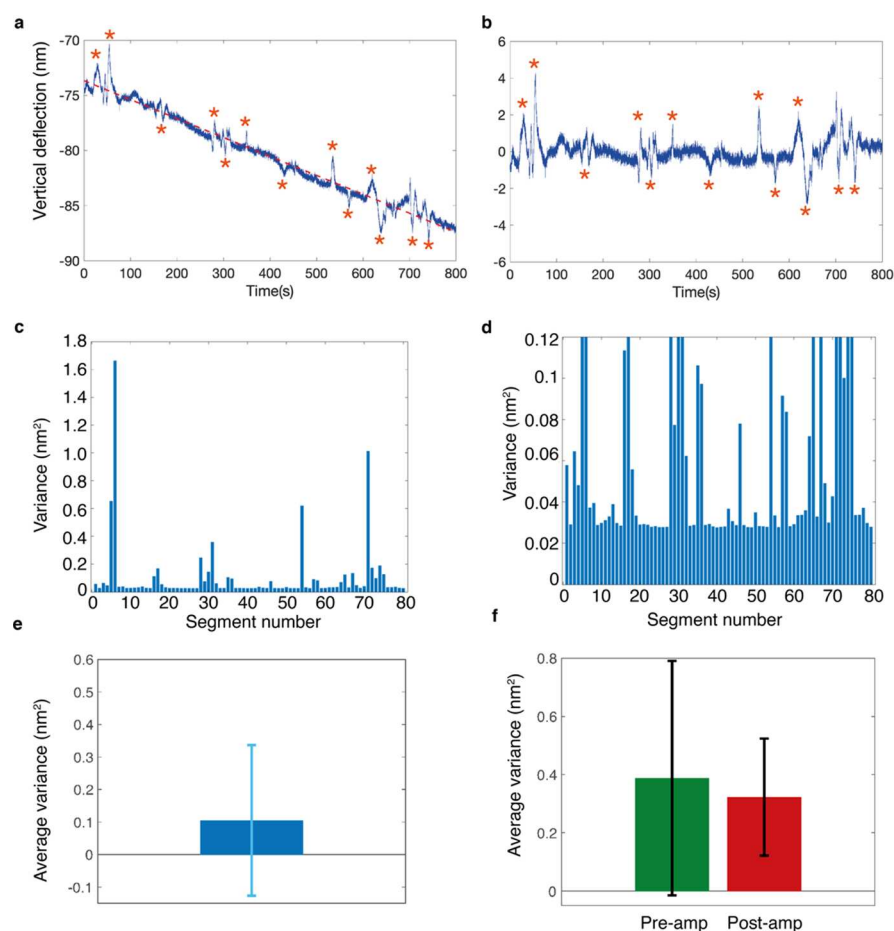 a
Vertical deflection (nm)
-70
-75
-80
-85
-90
0 100 200 300 400 500 600 700 800
Time(s)
b
6
4
2
0
-2
-4
-6
0 100 200 300 400 500 600 700 800
Time(s)
c
Variance (nm²)
1.8
1.6
1.4
1.2
1.0
0.8
0.6
0.4
0.2
0
0 10 20 30 40 50 60 70 80
Segment number
d
Variance (nm²)
0.12
0.1
0.08
0.06
0.04
0.02
0
0 10 20 30 40 50 60 70 80
Segment number
e
Average variance (nm²)
0.6
0.5
0.4
0.3
0.2
0.1
0
-0.1
f
Average variance (nm²)
0.8
0.6
0.4
0.2
0
Pre-amp Post-amp